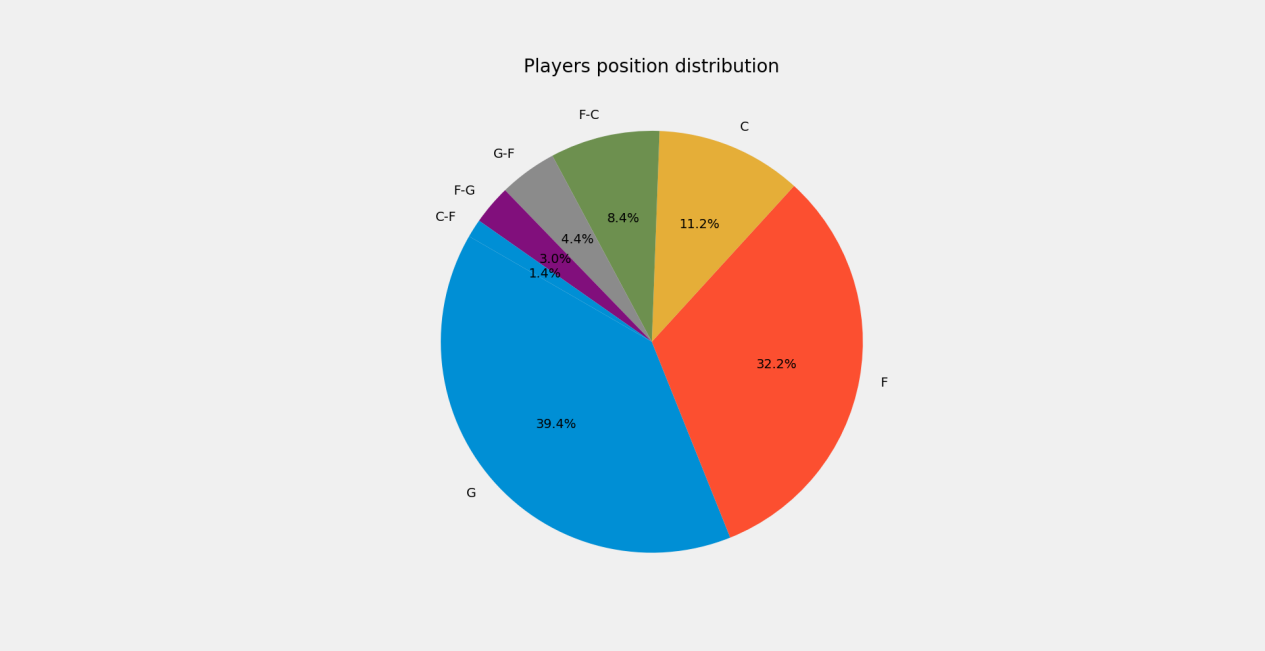 Players position distribution
F-C
C
G-F
F-G
C-F
8.4%
11.2%
4.4%
3.0%
1.4%
32.2%
F
39.4%
G